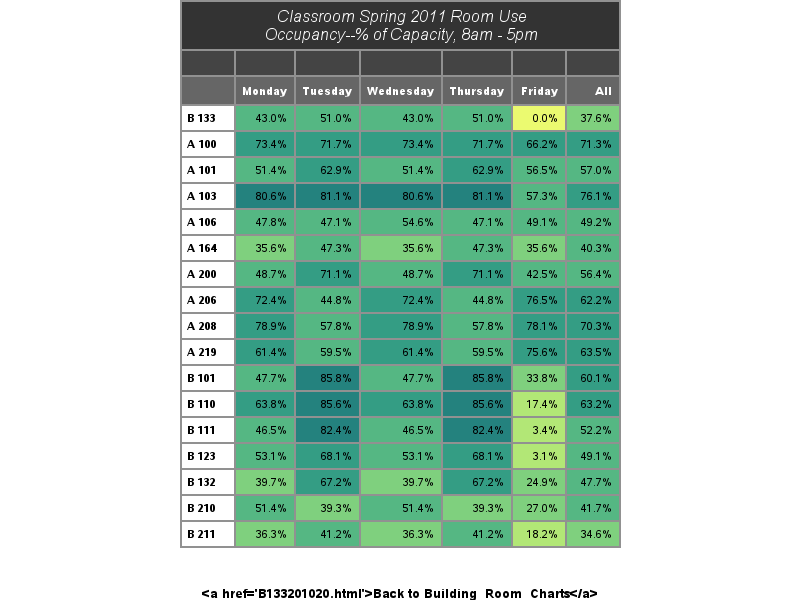 Classroom Spring 2011 Room Use
Occupancy--% of Capacity, 8am - 5pm
Monday Tuesday Wednesday Thursday Friday All
B 133 43.0% 51.0% 43.0% 51.0% 0.0% 37.6%
A 100 73.4% 71.7% 73.4% 71.7% 66.2% 71.3%
A 101 51.4% 62.9% 51.4% 62.9% 56.5% 57.0%
A 103 80.6% 81.1% 80.6% 81.1% 57.3% 76.1%
A 106 47.8% 47.1% 54.6% 47.1% 49.1% 49.2%
A 164 35.6% 47.3% 35.6% 47.3% 35.6% 40.3%
A 200 48.7% 71.1% 48.7% 71.1% 42.5% 56.4%
A 206 72.4% 44.8% 72.4% 44.8% 76.5% 62.2%
A 208 78.9% 57.8% 78.9% 57.8% 78.1% 70.3%
A 219 61.4% 59.5% 61.4% 59.5% 75.6% 63.5%
B 101 47.7% 85.8% 47.7% 85.8% 33.8% 60.1%
B 110 63.8% 85.6% 63.8% 85.6% 17.4% 63.2%
B 111 46.5% 82.4% 46.5% 82.4% 3.4% 52.2%
B 123 53.1% 68.1% 53.1% 68.1% 3.1% 49.1%
B 132 39.7% 67.2% 39.7% 67.2% 24.9% 47.7%
B 210 51.4% 39.3% 51.4% 39.3% 27.0% 41.7%
B 211 36.3% 41.2% 36.3% 41.2% 18.2% 34.6%
<a href='B133201020.html'>Back to Building_Room_Charts</a>